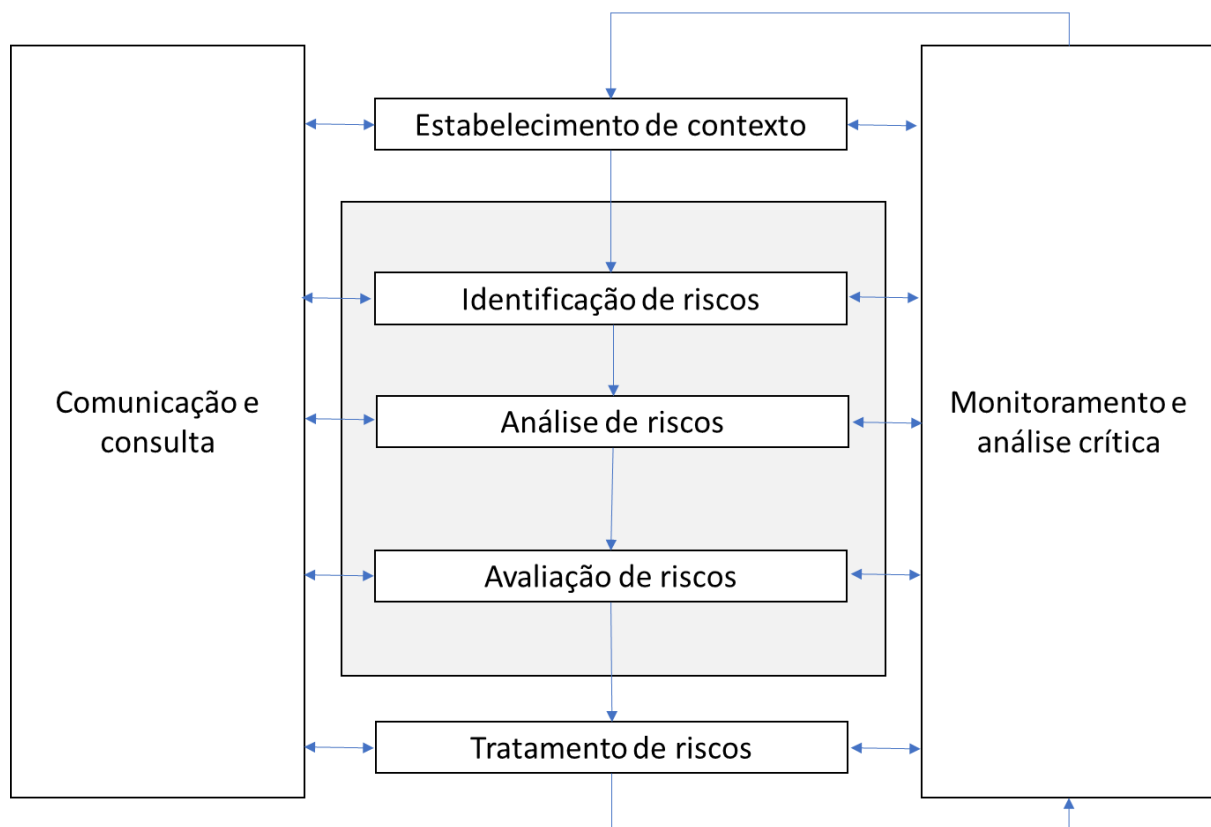 Estabelecimento de contexto
Identificação de riscos
Comunicação e
consulta
Análise de riscos
Monitoramento e
análise crítica
Avaliação de riscos
Tratamento de riscos